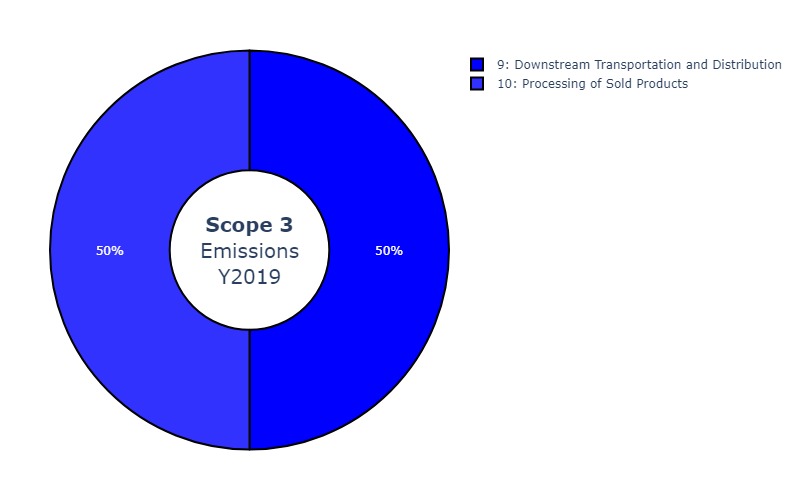 9: Downstream Transportation and Distribution
10: Processing of Sold Products
Scope 3
Emissions
Y2019
50%
50%